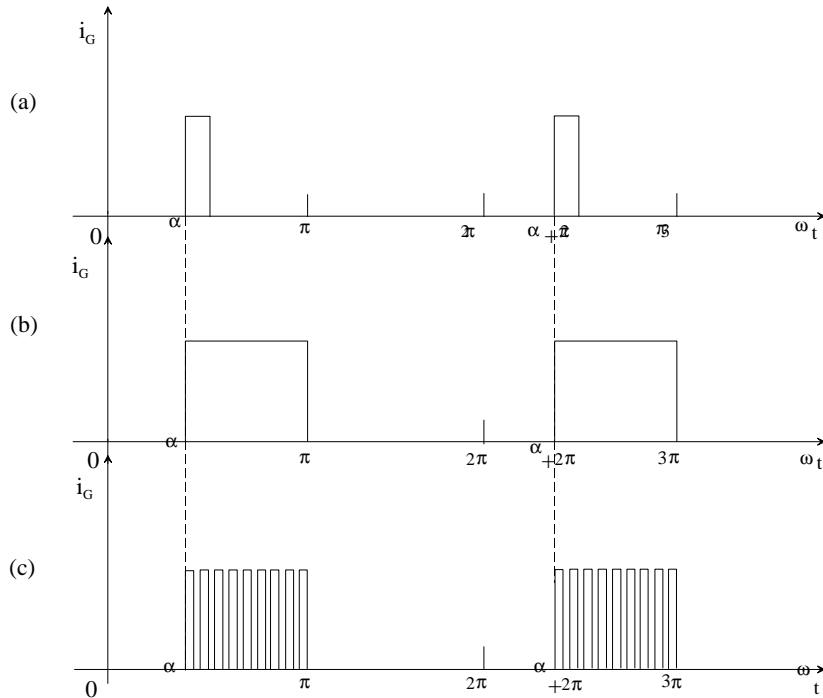 i_G
(a)
α π 2π α+2π 3π ω t
0
i_G
(b)
α α
0 π 2π +2π 3π ω t
i_G
(c)
α α ω
0 π 2π +2π 3π t